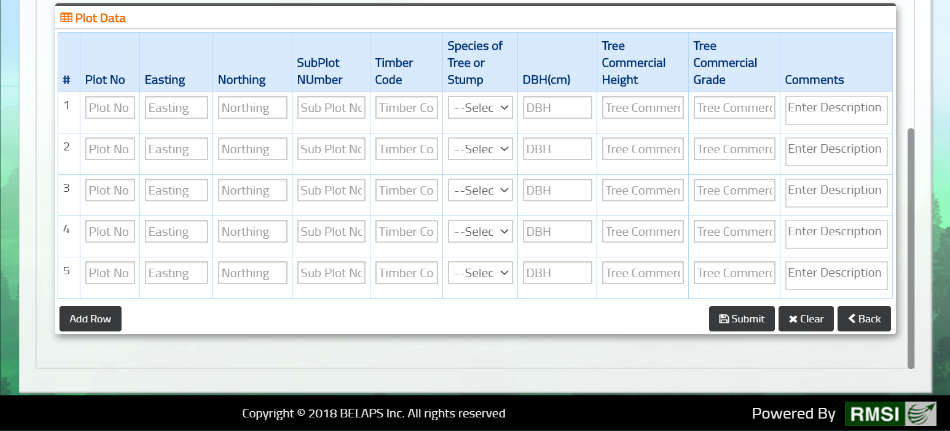 Plot Data
# Plot No Easting Northing SubPlot NUmber Timber Code Species of Tree or Stump DBH(cm) Tree Commercial Height Tree Commercial Grade Comments
1 Plot No Easting Northing Sub Plot Nc Timber Co --Selec DBH Tree Commerc Tree Commerc Enter Description
2 Plot No Easting Northing Sub Plot Nc Timber Co --Selec DBH Tree Commerc Tree Commerc Enter Description
3 Plot No Easting Northing Sub Plot Nc Timber Co --Selec DBH Tree Commerc Tree Commerc Enter Description
4 Plot No Easting Northing Sub Plot Nc Timber Co --Selec DBH Tree Commerc Tree Commerc Enter Description
5 Plot No Easting Northing Sub Plot Nc Timber Co --Selec DBH Tree Commerc Tree Commerc Enter Description
Add Row Submit Clear Back
Copyright © 2018 BELAPS Inc. All rights reserved Powered By RMSI